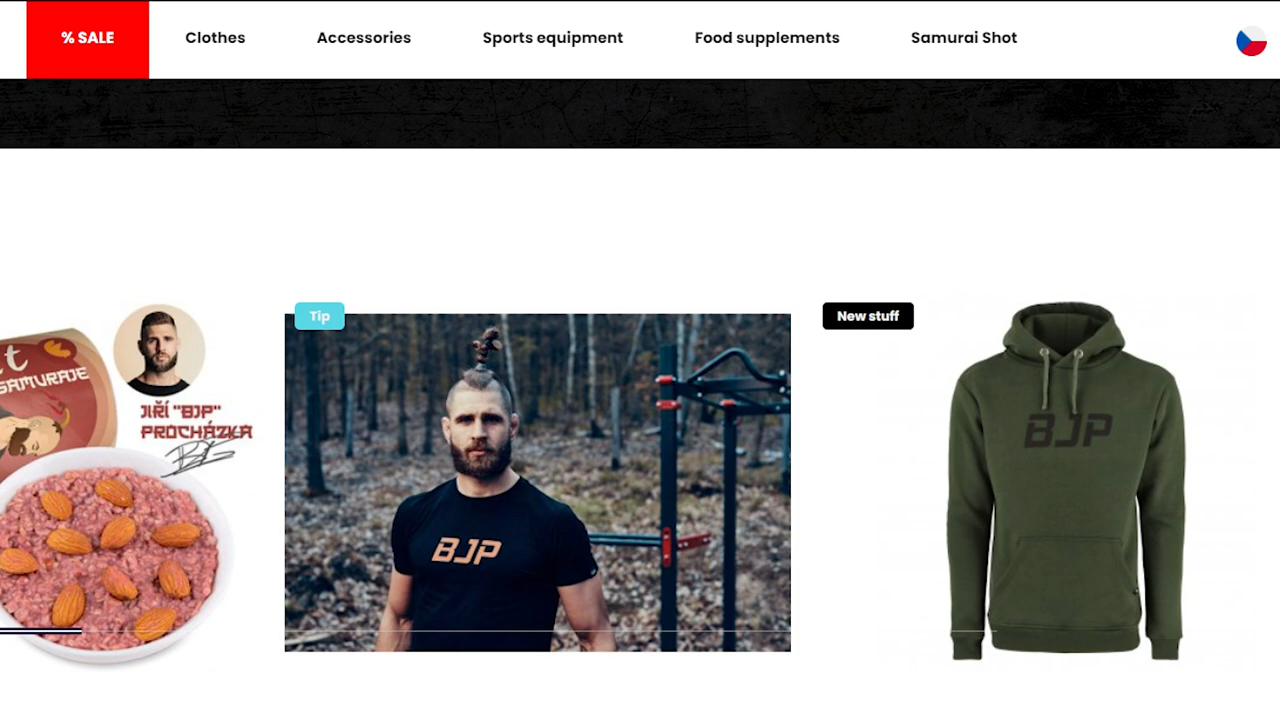 % SALE
Clothes
Accessories
Sports equipment
Food supplements
Samurai Shot
Tip
New stuff
SAMURAJE
JIŘÍ "BJP"
PROCHÁZKA
BJP
BJP